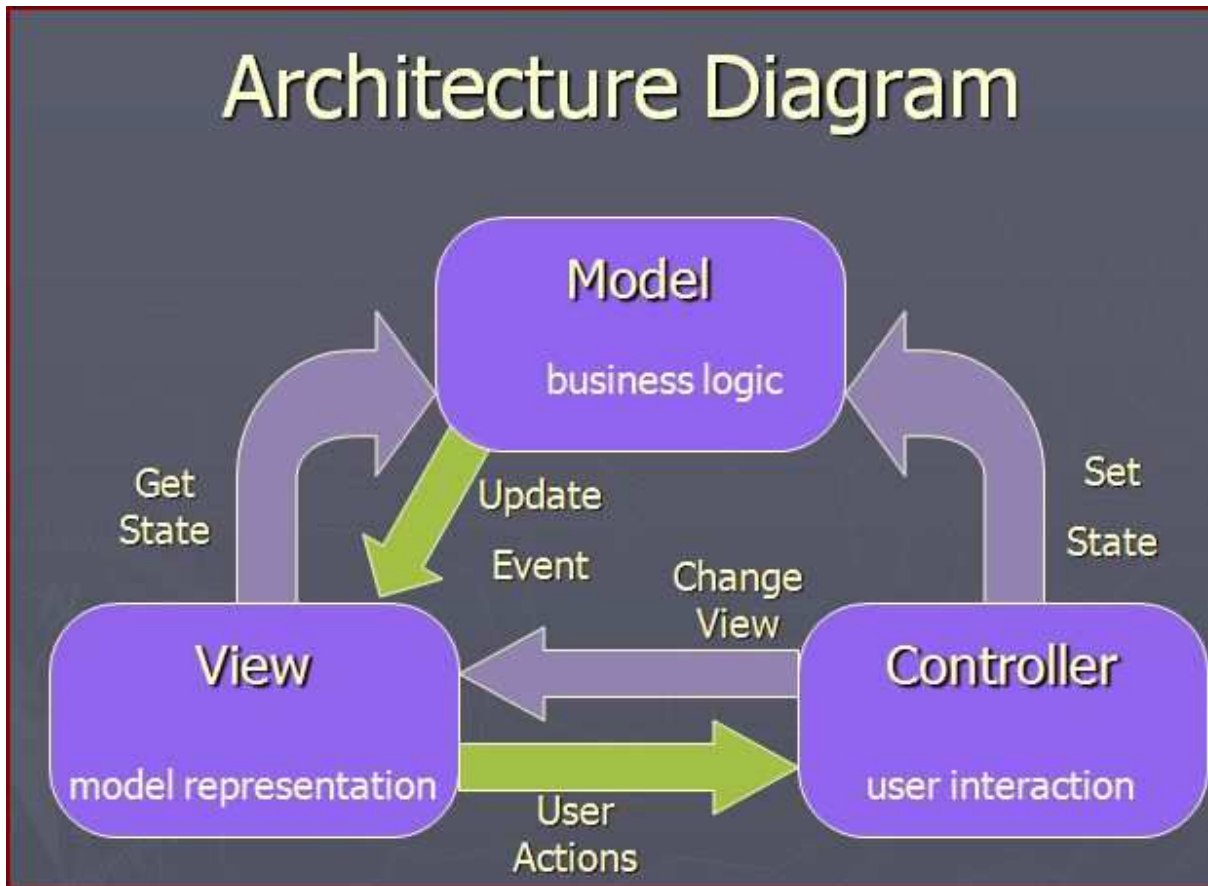 Architecture Diagram
Model
business logic
Get
State
Update
Event
Set
State
Change
View
View
model representation
Controller
user interaction
User
Actions